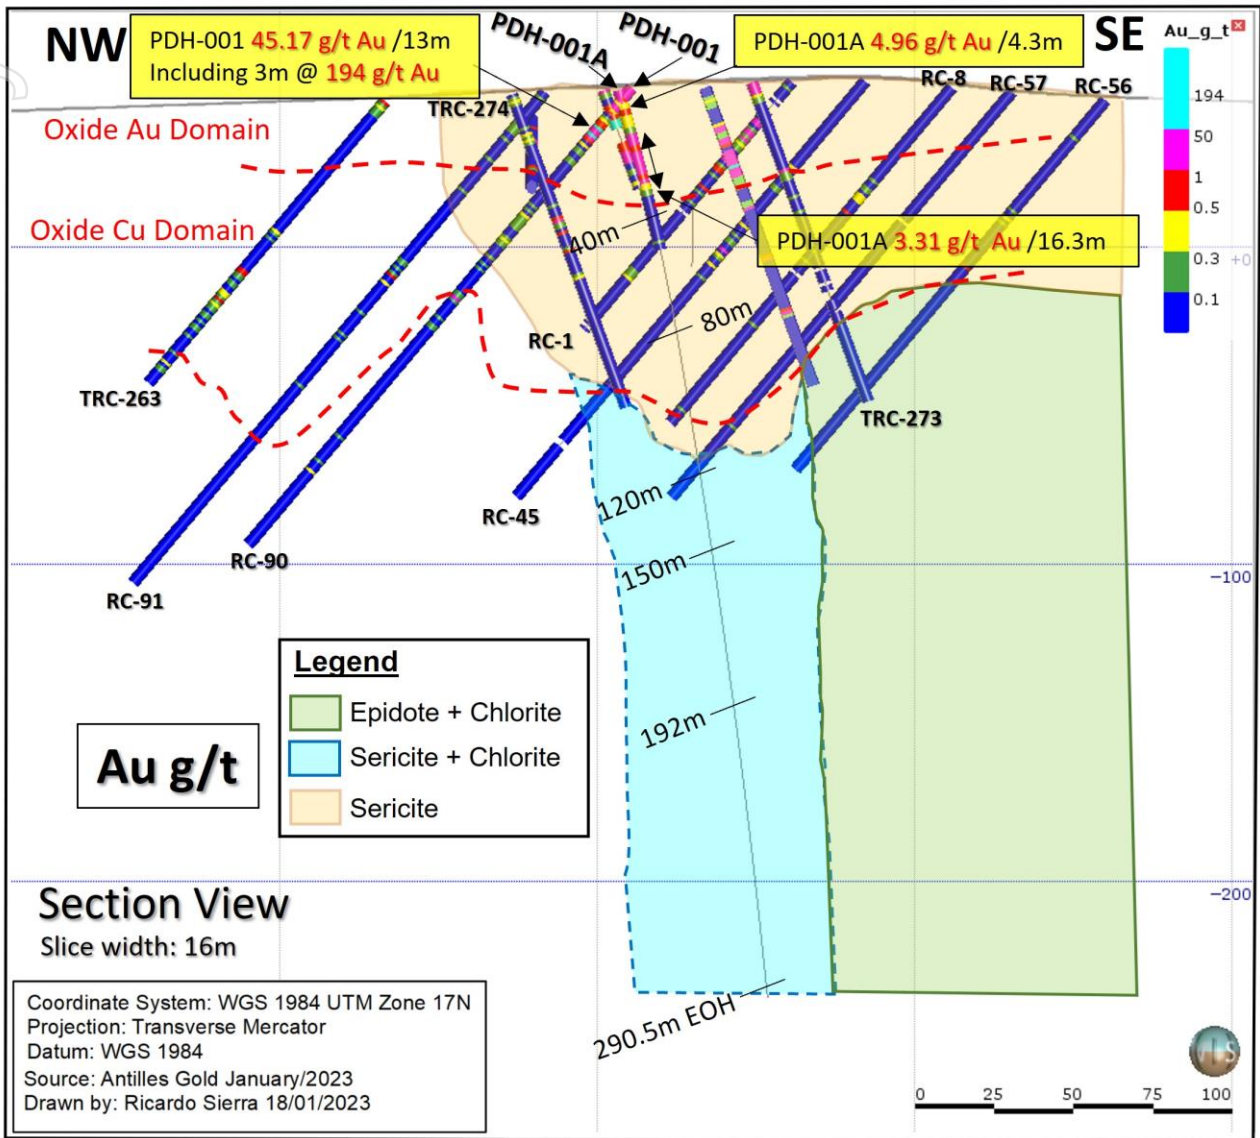 NW
PDH-001 45.17 g/t Au /13m
Including 3m @ 194 g/t Au
PDH-001A
PDH-001
PDH-001A 4.96 g/t Au /4.3m
SE
Au_g_t
194
50
1
0.5
0.3
0.1
TRC-274
RC-8
RC-57
RC-56
Oxide Au Domain
Oxide Cu Domain
40m
PDH-001A 3.31 g/t Au /16.3m
+0
80m
RC-1
TRC-263
TRC-273
120m
RC-45
150m
RC-90
RC-91
-100
Legend
Epidote + Chlorite
Sericite + Chlorite
Sericite
192m
Au g/t
-200
Section View
Slice width: 16m
290.5m EOH
Coordinate System: WGS 1984 UTM Zone 17N
Projection: Transverse Mercator
Datum: WGS 1984
Source: Antilles Gold January/2023
Drawn by: Ricardo Sierra 18/01/2023
0 25 50 75 100